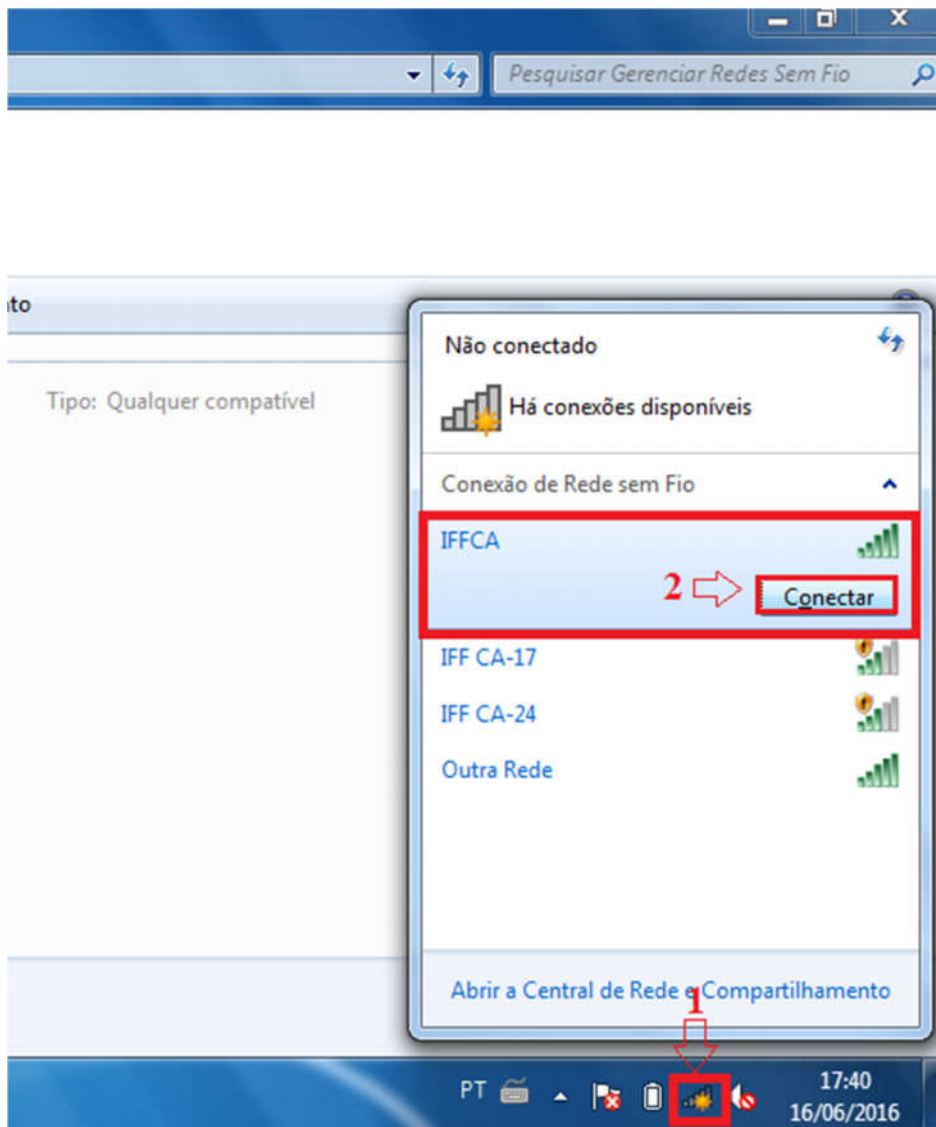 Pesquisar Gerenciar Redes Sem Fio
ito
Tipo: Qualquer compatível
Não conectado
Há conexões disponíveis
Conexão de Rede sem Fio
IFFCA
2
Conectar
IFF CA-17
IFF CA-24
Outra Rede
Abrir a Central de Rede e Compartilhamento
1
PT
17:40
16/06/2016